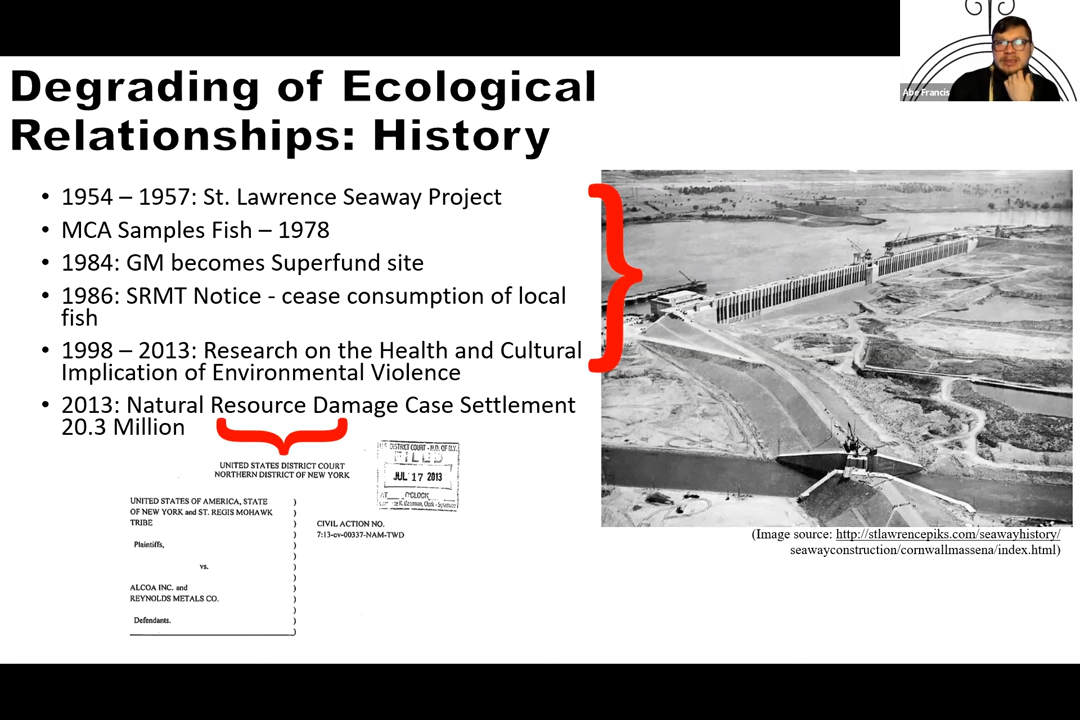 Abe Francis
Degrading of Ecological
Relationships: History
• 1954 – 1957: St. Lawrence Seaway Project
• MCA Samples Fish – 1978
• 1984: GM becomes Superfund site
• 1986: SRMT Notice - cease consumption of local
fish
• 1998 – 2013: Research on the Health and Cultural
Implication of Environmental Violence
• 2013: Natural Resource Damage Case Settlement
20.3 Million
UNITED STATES DISTRICT COURT
NORTHERN DISTRICT OF NEW YORK
U.S. DISTRICT COURT - N.D. OF N.Y.
FILED
JUL 17 2013
AT O'CLOCK
UNITED STATES OF AMERICA, STATE
OF NEW YORK and ST. REGIS MOHAWK
TRIBE
Plaintiffs,
vs.
ALCOA INC. and
REYNOLDS METALS CO.
Defendants.
CIVIL ACTION NO.
7:13-cv-00337-NAM-TWD
(Image source: http://stlawrencepiks.com/seawayhistory/
seawayconstruction/cornwallmassena/index.html)